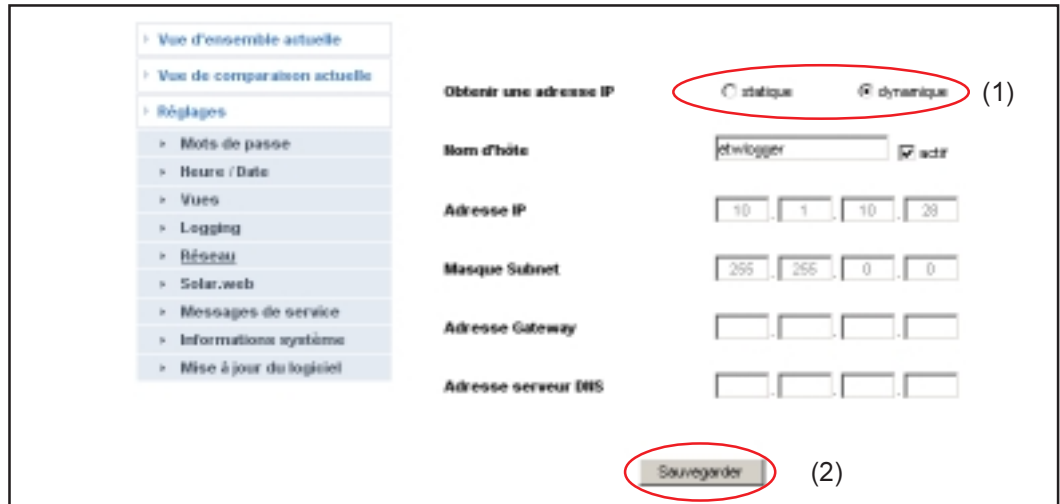 Vue d'ensemble actuelle
Vue de comparaison actuelle
Réglages
Mots de passe
Heure / Date
Vues
Logging
Réseau
Solar.web
Messages de service
Informations système
Mise à jour du logiciel
Obtenir une adresse IP statique dynamique (1)
Nom d'hôte etwlogger actif
Adresse IP 10 . 1 . 10 . 28
Masque Subnet 255 . 255 . 0 . 0
Adresse Gateway . . .
Adresse serveur DNS . . .
Sauvegarder (2)